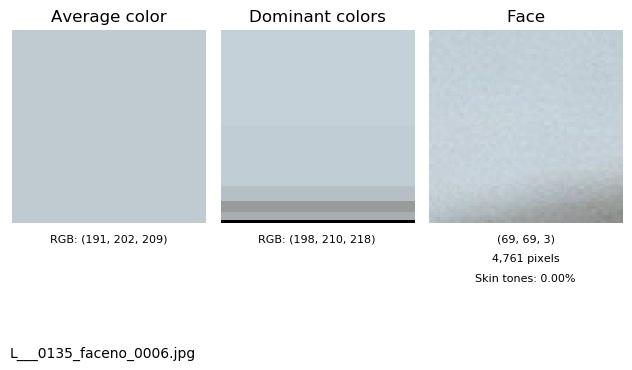 Average color
Dominant colors
Face
RGB: (191, 202, 209)
RGB: (198, 210, 218)
(69, 69, 3)
4,761 pixels
Skin tones: 0.00%
L___0135_faceno_0006.jpg